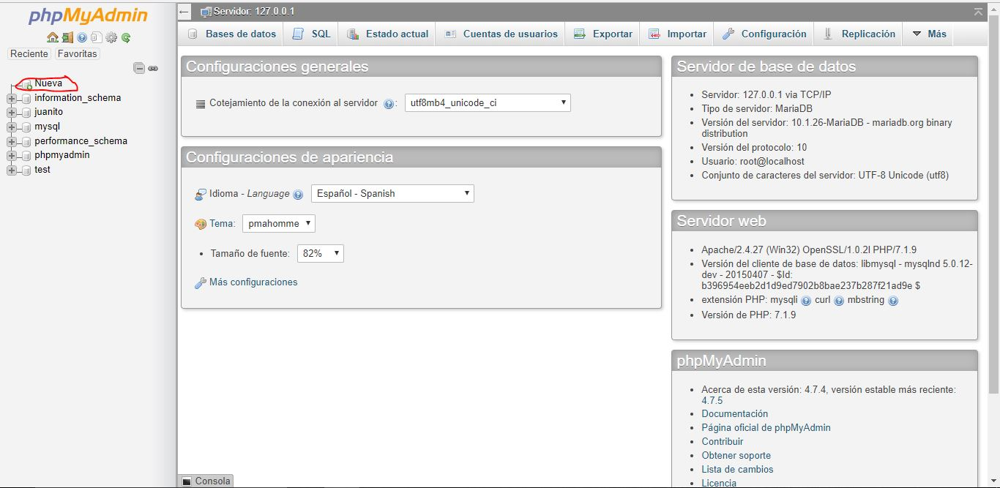 phpMyAdmin
Reciente Favoritas
Nueva
information_schema
juanito
mysql
performance_schema
phpmyadmin
test
Servidor: 127.0.0.1
Bases de datos SQL Estado actual Cuentas de usuarios Exportar Importar Configuración Replicación Más
Configuraciones generales
Cotejamiento de la conexión al servidor : utf8mb4_unicode_ci
Configuraciones de apariencia
Idioma - Language Español - Spanish
Tema: pmahomme
Tamaño de fuente: 82%
Más configuraciones
Servidor de base de datos
Servidor: 127.0.0.1 via TCP/IP
Tipo de servidor: MariaDB
Versión del servidor: 10.1.26-MariaDB - mariadb.org binary
distribution
Versión del protocolo: 10
Usuario: root@localhost
Conjunto de caracteres del servidor: UTF-8 Unicode (utf8)
Servidor web
Apache/2.4.27 (Win32) OpenSSL/1.0.2l PHP/7.1.9
Versión del cliente de base de datos: libmysql - mysqlnd 5.0.12-
dev - 20150407 - $Id:
b396954eeb2d1d9ed7902b8bae237b287f21ad9e $
extensión PHP: mysqli curl mbstring
Versión de PHP: 7.1.9
phpMyAdmin
Acerca de esta versión: 4.7.4, versión estable más reciente:
4.7.5
Documentación
Página oficial de phpMyAdmin
Contribuir
Obtener soporte
Lista de cambios
Licencia
Consola